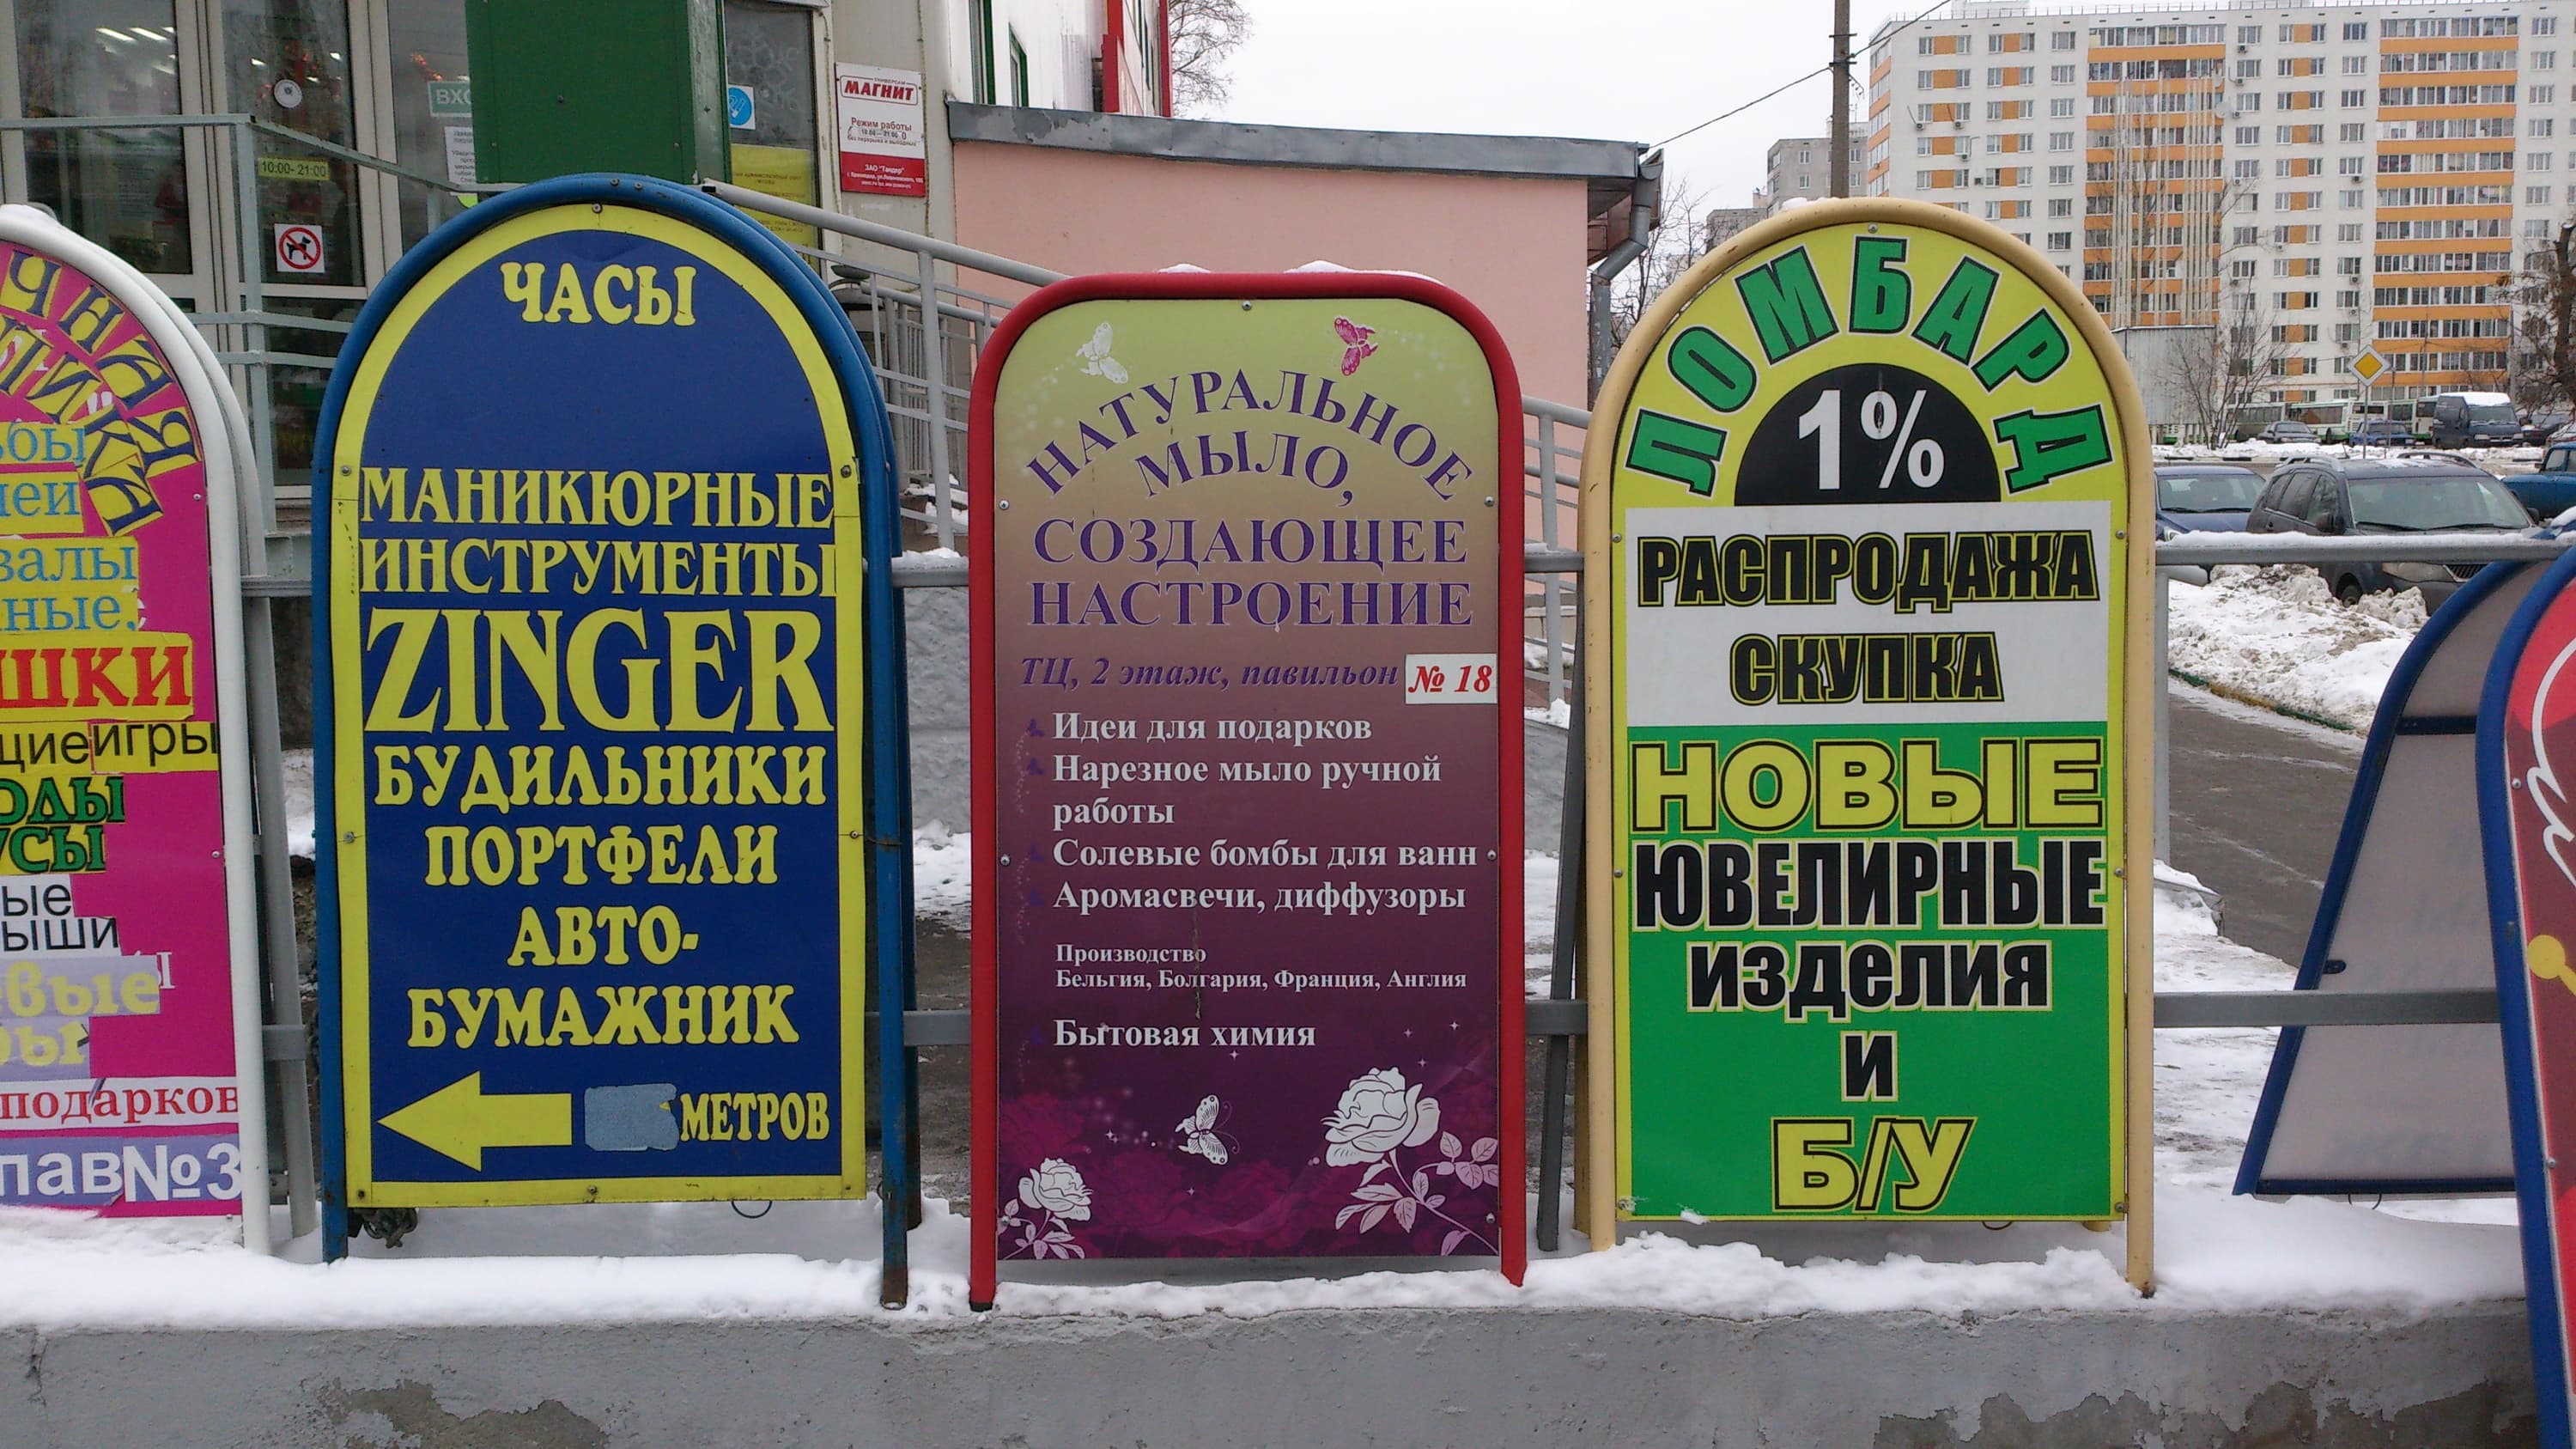 МАГНИТ
Режим работы
ЗАО "Тандер"
10:00-21:00
ЧАСЫ
МАНИКЮРНЫЕ
ИНСТРУМЕНТЫ
ZINGER
БУДИЛЬНИКИ
ПОРТФЕЛИ
АВТО-
БУМАЖНИК
МЕТРОВ
НАТУРАЛЬНОЕ
МЫЛО,
СОЗДАЮЩЕЕ
НАСТРОЕНИЕ
ТЦ, 2 этаж, павильон № 18
Идеи для подарков
Нарезное мыло ручной
работы
Солевые бомбы для ванн
Аромасвечи, диффузоры
Производство
Бельгия, Болгария, Франция, Англия
Бытовая химия
ЛОМБАРД
1%
РАСПРОДАЖА
СКУПКА
НОВЫЕ
ЮВЕЛИРНЫЕ
ИЗДЕЛИЯ
И
Б/У
игры
подарков
пав№3